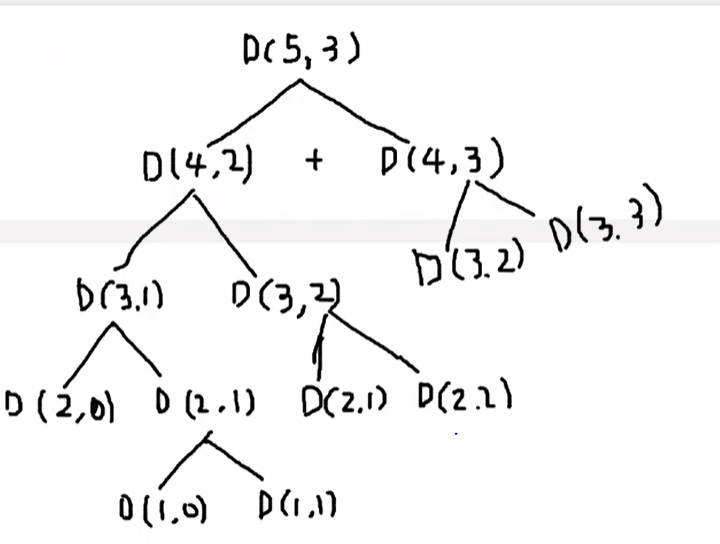 D(5,3)
D(4,2) + D(4,3)
D(3.2) D(3.3)
D(3.1) D(3,2)
D(2,0) D(2.1) D(2.1) D(2.2)
D(1,0) D(1,1)